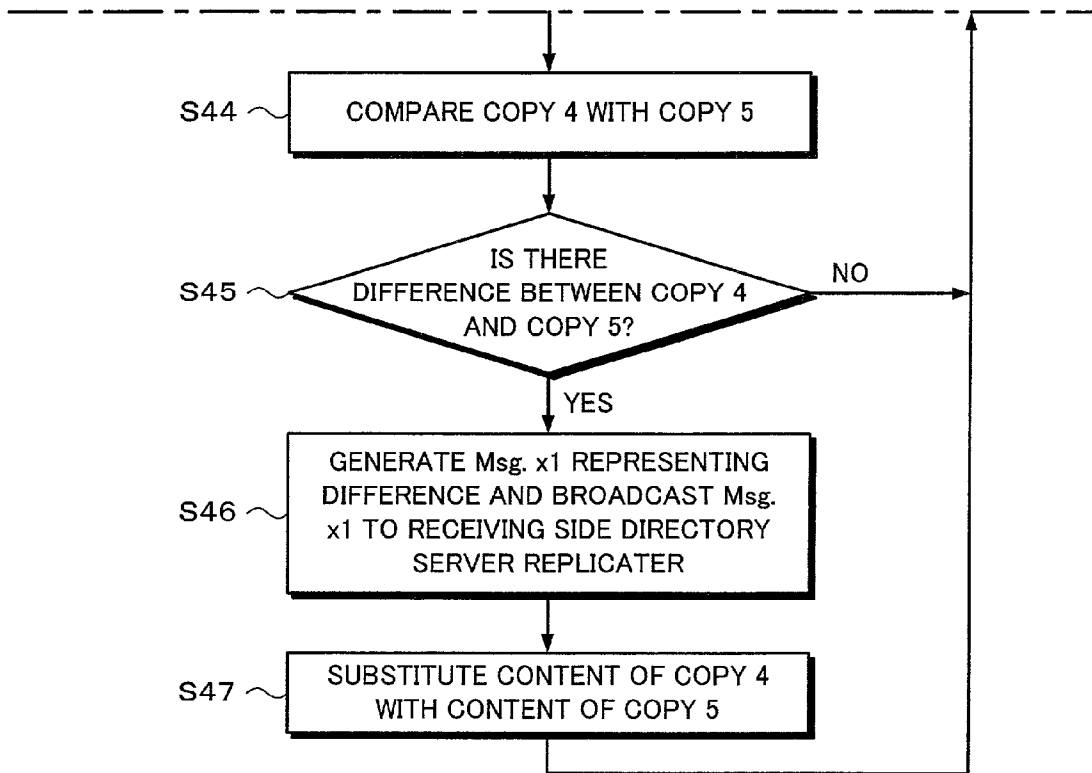 S44
COMPARE COPY 4 WITH COPY 5
S45
IS THERE
DIFFERENCE BETWEEN COPY 4
AND COPY 5?
NO
YES
S46
GENERATE Msg. x1 REPRESENTING
DIFFERENCE AND BROADCAST Msg.
x1 TO RECEIVING SIDE DIRECTORY
SERVER REPLICATER
S47
SUBSTITUTE CONTENT OF COPY 4
WITH CONTENT OF COPY 5